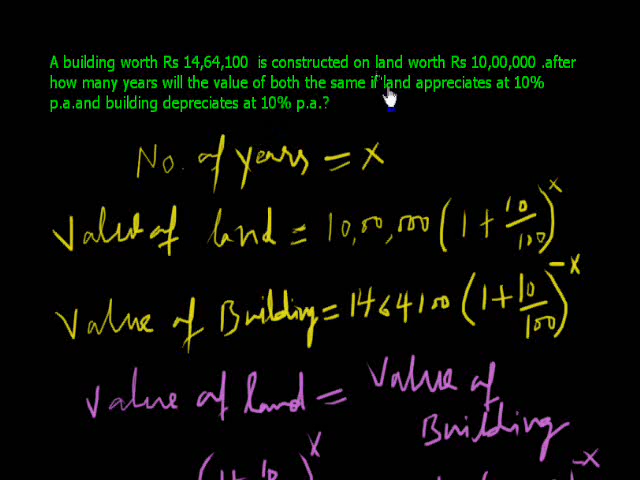 A building worth Rs 14,64,100 is constructed on land worth Rs 10,00,000 .after
how many years will the value of both the same if land appreciates at 10%
p.a.and building depreciates at 10% p.a.?
No. of years = x
Value of land = 10,00,000 (1 + 10/100)^x
Value of Building = 1464100 (1 + 10/100)^-x
Value of land = Value of Building
(1 + 10 )^x -x